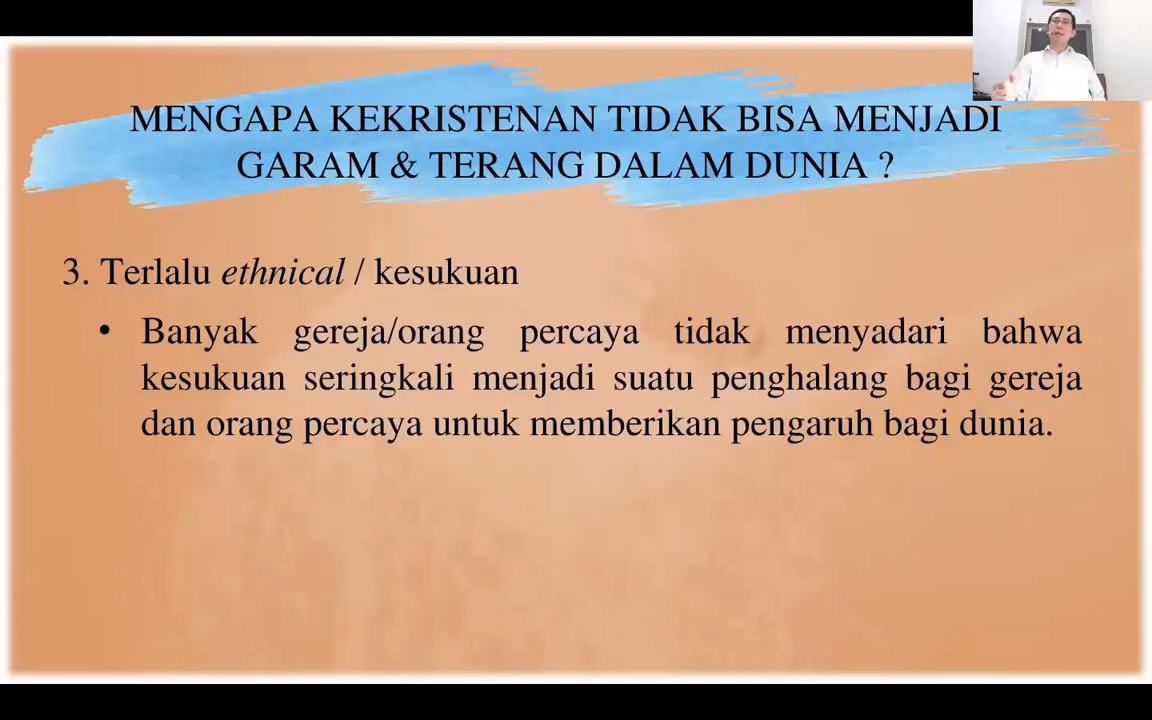 MENGAPA KEKRISTENAN TIDAK BISA MENJADI
GARAM & TERANG DALAM DUNIA ?
3. Terlalu ethnical / kesukuan
• Banyak gereja/orang percaya tidak menyadari bahwa
kesukuan seringkali menjadi suatu penghalang bagi gereja
dan orang percaya untuk memberikan pengaruh bagi dunia.